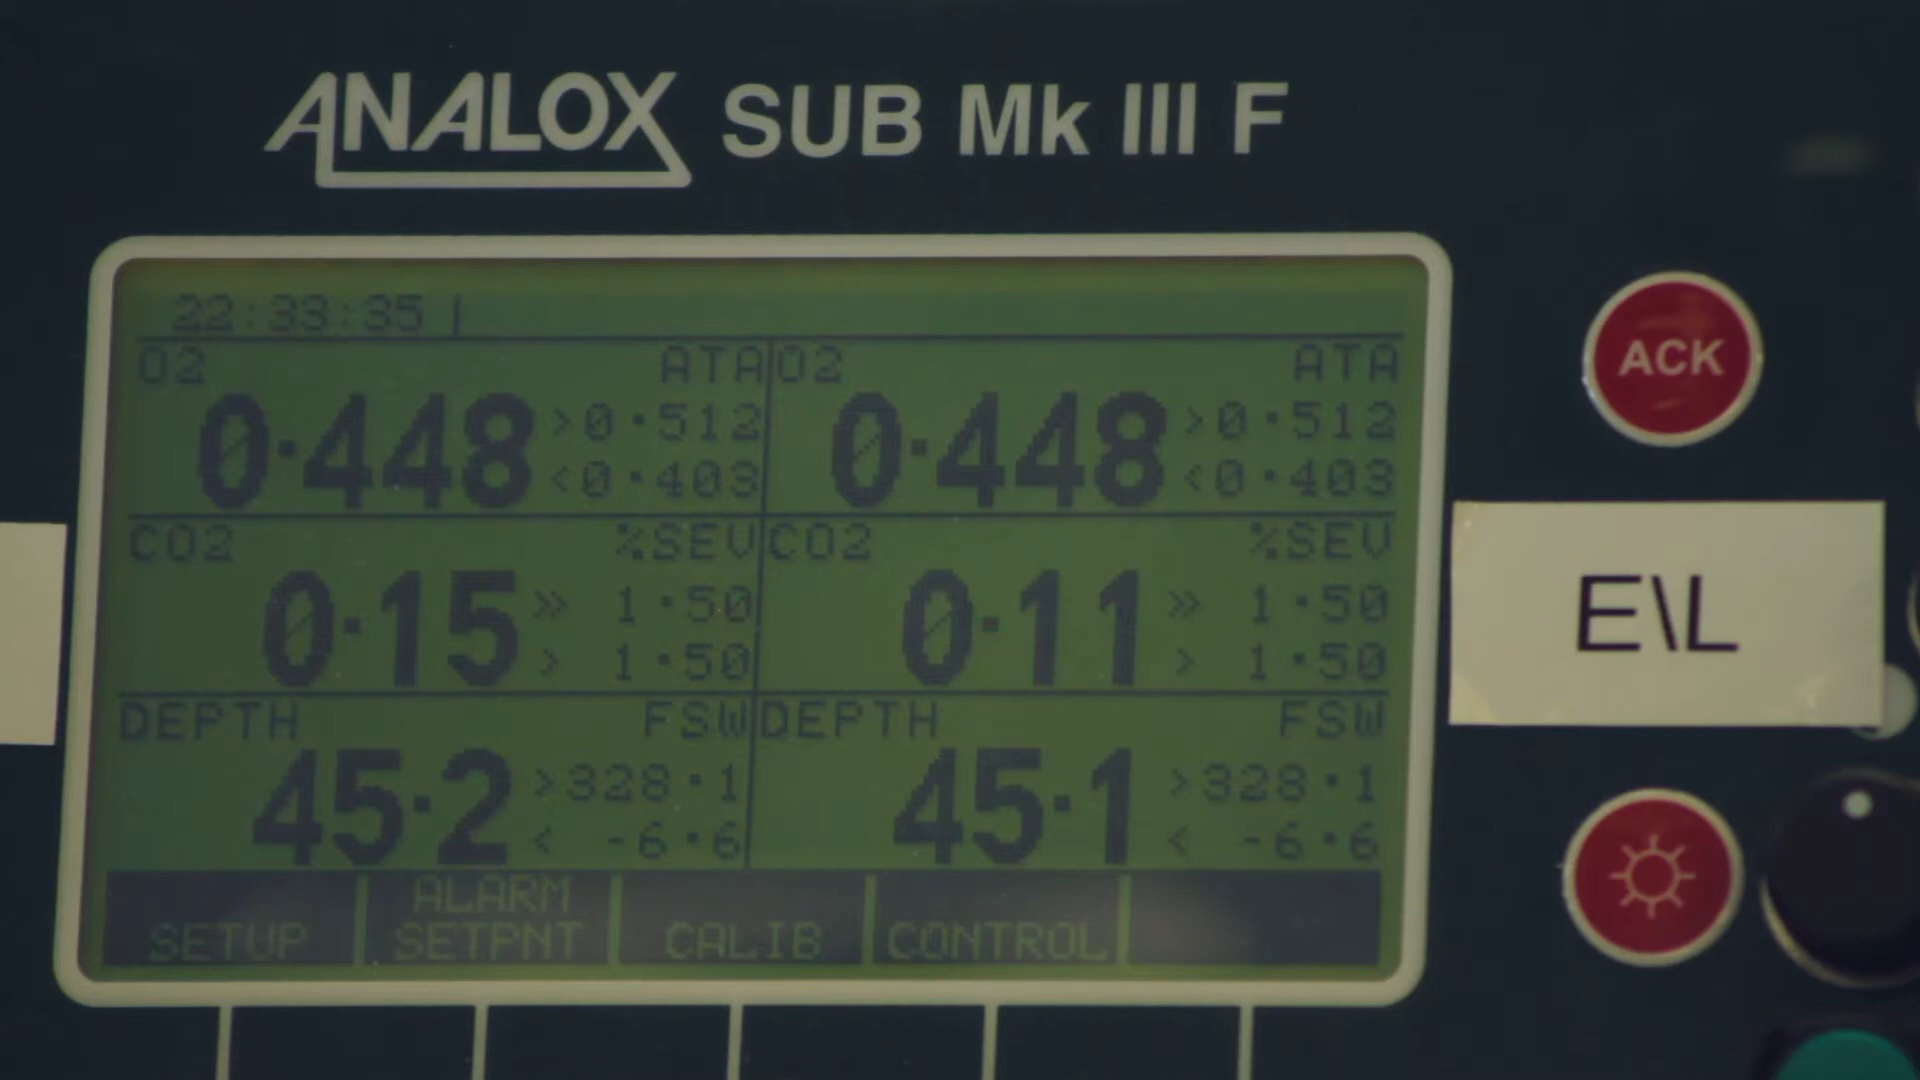 ANALOX SUB Mk III F
22:33:35
O2 ATA O2 ATA
0.448 >0.512 0.448 >0.512
<0.403 <0.403
CO2 %SEV CO2 %SEV
0.15 » 1.50 0.11 » 1.50
> 1.50 > 1.50
DEPTH FSW DEPTH FSW
45.2 >328.1 45.1 >328.1
< -6.6 < -6.6
SETUP ALARM SETPNT CALIB CONTROL
ACK
E\L